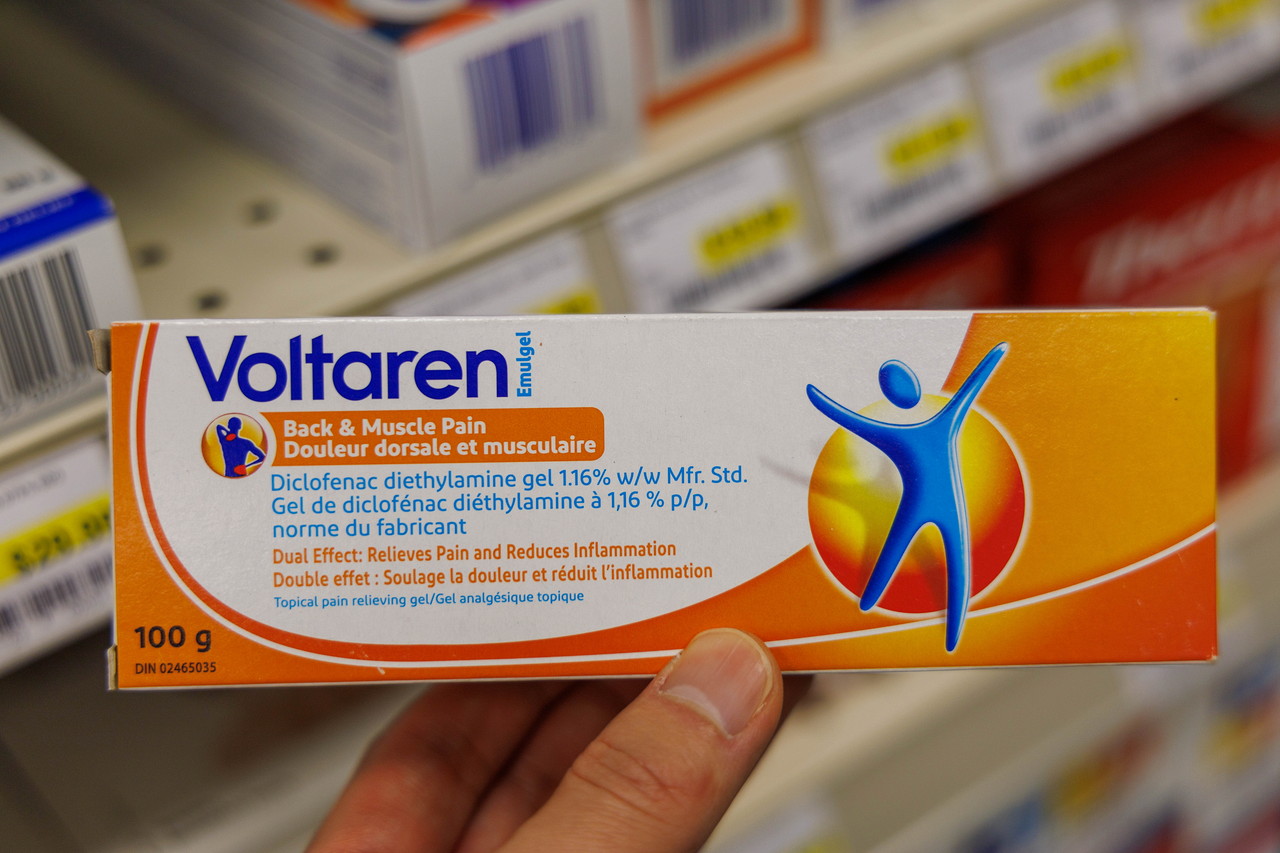 Voltaren
Emulgel
Back & Muscle Pain
Douleur dorsale et musculaire
Diclofenac diethylamine gel 1.16% w/w Mfr. Std.
Gel de diclofénac diéthylamine à 1,16 % p/p,
norme du fabricant
Dual Effect: Relieves Pain and Reduces Inflammation
Double effet : Soulage la douleur et réduit l'inflammation
Topical pain relieving gel/Gel analgésique topique
100 g
DIN 02465035